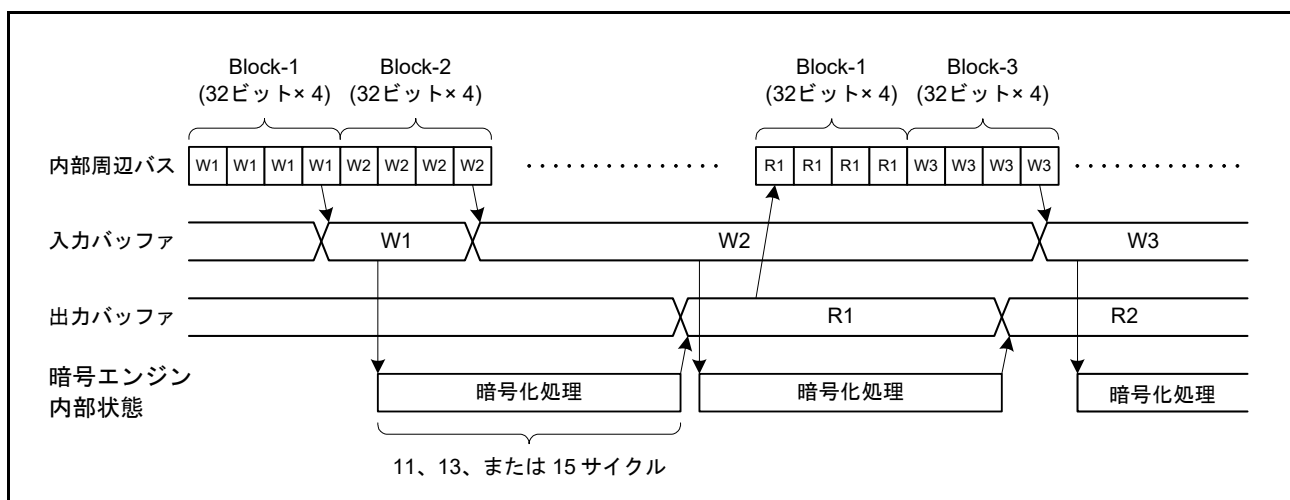 Block-1 Block-2 Block-1 Block-3
(32ビット× 4) (32ビット× 4) (32ビット× 4) (32ビット× 4)
内部周辺バス W1 W1 W1 W1 W2 W2 W2 W2 R1 R1 R1 R1 W3 W3 W3 W3
入力バッファ W1 W2 W3
出力バッファ R1 R2
暗号エンジン
内部状態
暗号化処理 暗号化処理 暗号化処理
11、13、または 15 サイクル